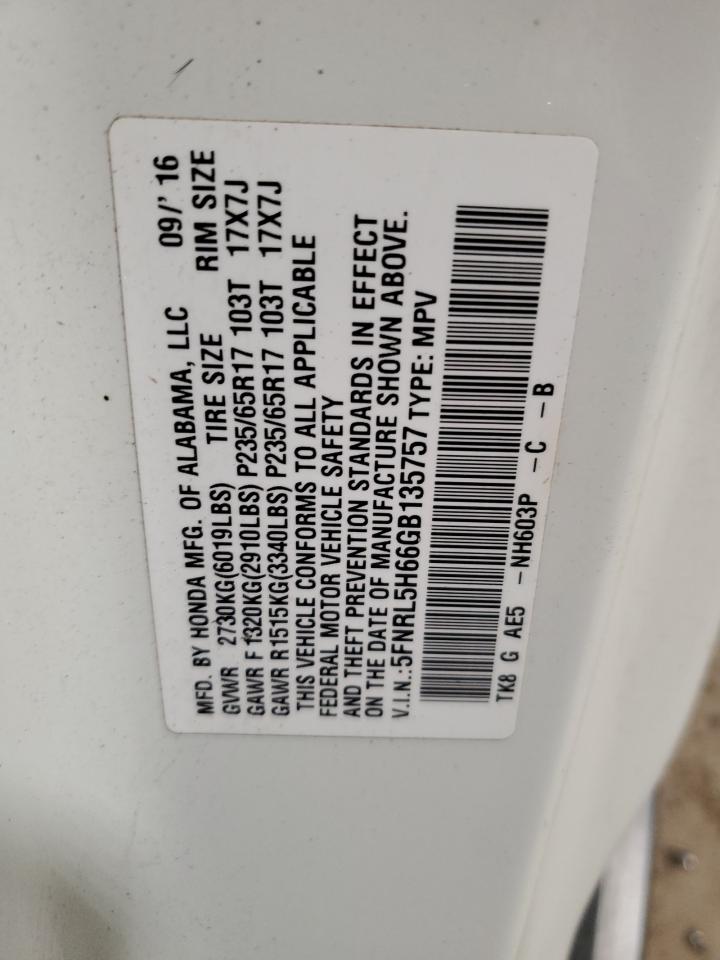 MFD. BY HONDA MFG. OF ALABAMA, LLC 09/' 16
GVWR 2730KG(6019LBS) TIRE SIZE RIM SIZE
GAWR F 1320KG(2910LBS) P235/65R17 103T 17X7J
GAWR R 1515KG(3340LBS) P235/65R17 103T 17X7J
THIS VEHICLE CONFORMS TO ALL APPLICABLE
FEDERAL MOTOR VEHICLE SAFETY
AND THEFT PREVENTION STANDARDS IN EFFECT
ON THE DATE OF MANUFACTURE SHOWN ABOVE.
V.I.N.:5FNRL5H66GB135757 TYPE: MPV
TK8 G AE5 -NH603P -C -B